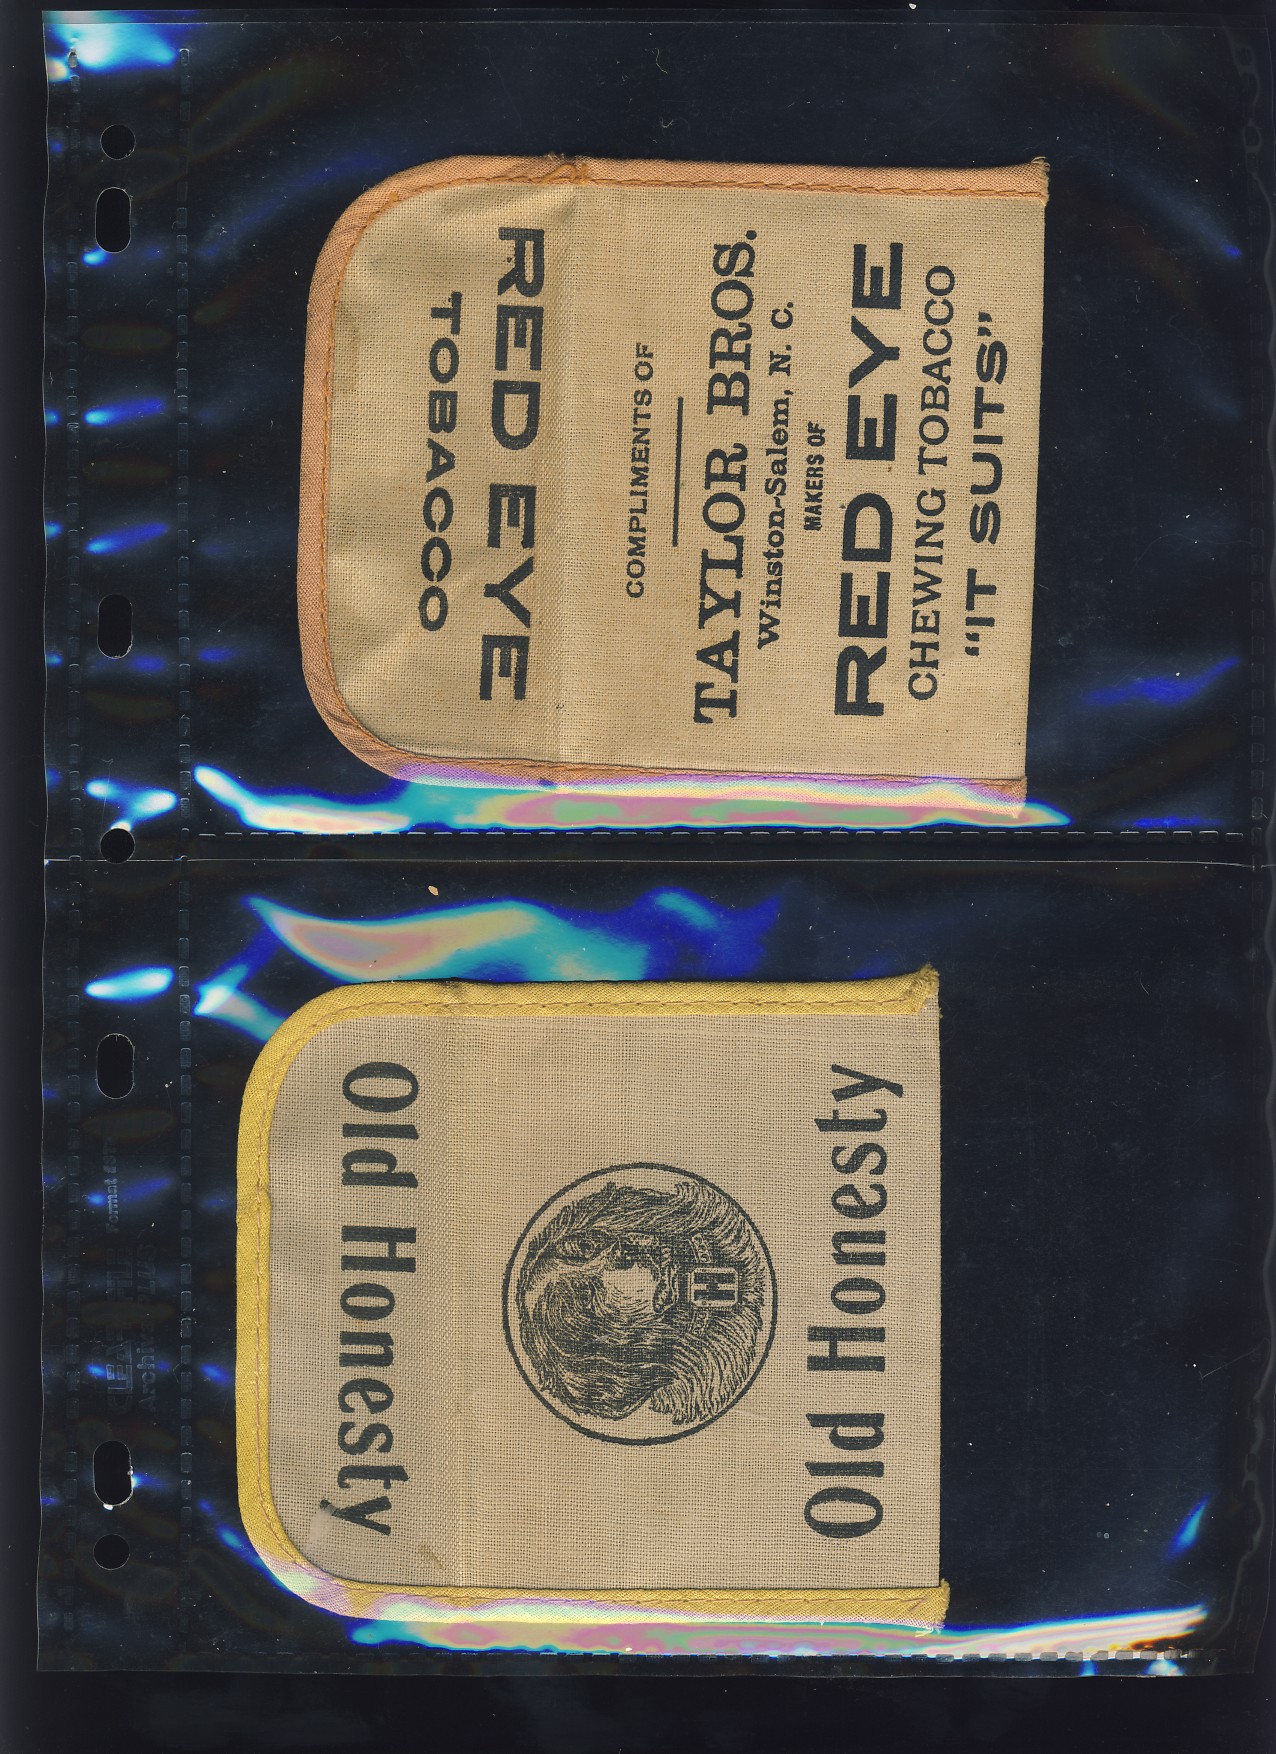 RED EYE
TOBACCO
COMPLIMENTS OF
TAYLOR BROS.
Winston-Salem, N. C.
MAKERS OF
RED EYE
CHEWING TOBACCO
"IT SUITS"
Old Honesty
H
Old Honesty